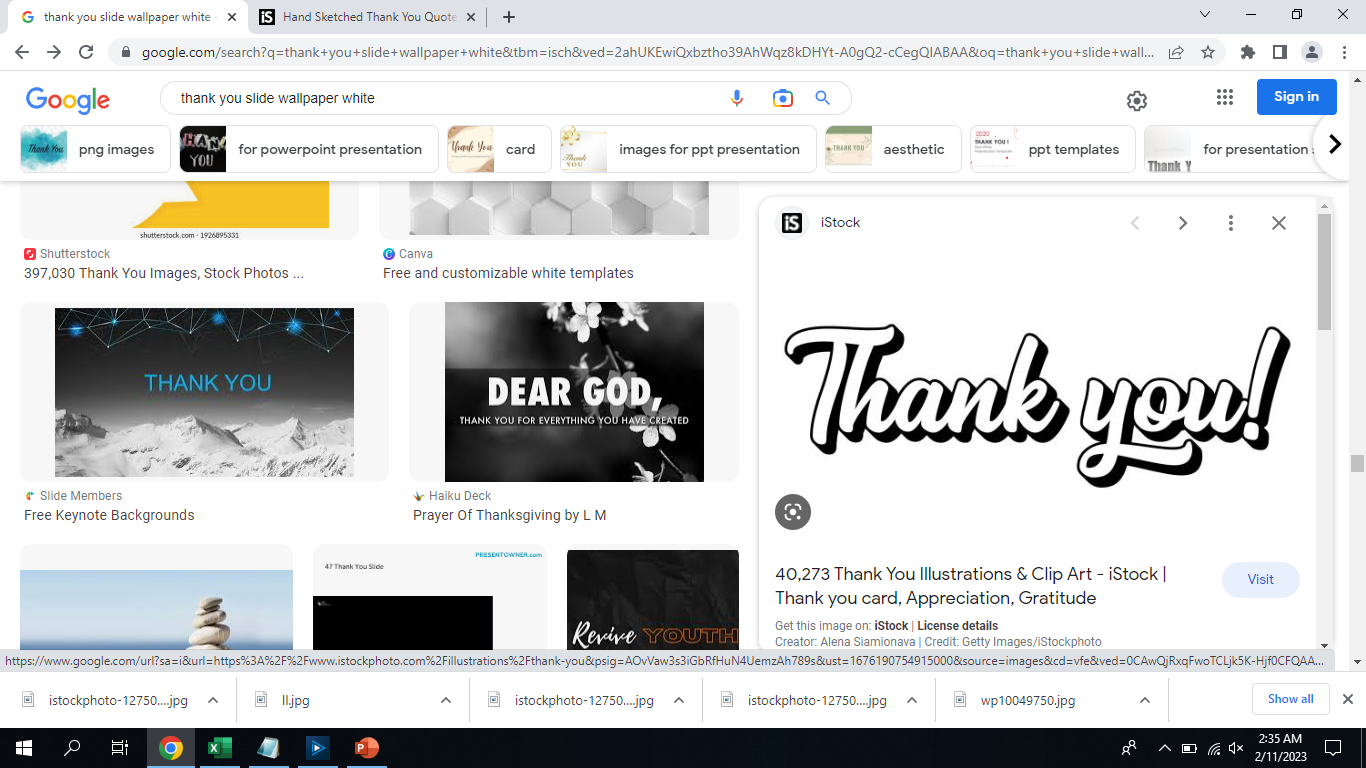 thank you slide wallpaper white -
Hand Sketched Thank You Quote
google.com/search?q=thank+you+slide+wallpaper+white&tbm=isch&ved=2ahUKEwiQxbztho39AhWqz8kDHYt-A0gQ2-cCegQIABAA&oq=thank+you+slide+wall...
Google
thank you slide wallpaper white
Sign in
png images
for powerpoint presentation
card
images for ppt presentation
aesthetic
ppt templates
for presentation
shutterstock.com · 1926895331
Shutterstock
397,030 Thank You Images, Stock Photos ...
Canva
Free and customizable white templates
iS iStock
THANK YOU
DEAR GOD,
THANK YOU FOR EVERYTHING YOU HAVE CREATED
Thank you!
Slide Members
Free Keynote Backgrounds
Haiku Deck
Prayer Of Thanksgiving by L M
PRESENTOWNER.com
47 Thank You Slide
Revive YOUTH
40,273 Thank You Illustrations & Clip Art - iStock |
Thank you card, Appreciation, Gratitude
Visit
Get this image on: iStock | License details
Creator: Alena Siamionava | Credit: Getty Images/iStockphoto
https://www.google.com/url?sa=i&url=https%3A%2F%2Fwww.istockphoto.com%2Fillustrations%2Fthank-you&psig=AOvVaw3s3iGbRfHuN4UemzAh789s&ust=1676190754915000&source=images&cd=vfe&ved=0CAwQjRxqFwoTCLjk5K-Hjf0CFQAA...
istockphoto-12750....jpg
ll.jpg
istockphoto-12750....jpg
istockphoto-12750....jpg
wp10049750.jpg
Show all
2:35 AM
2/11/2023